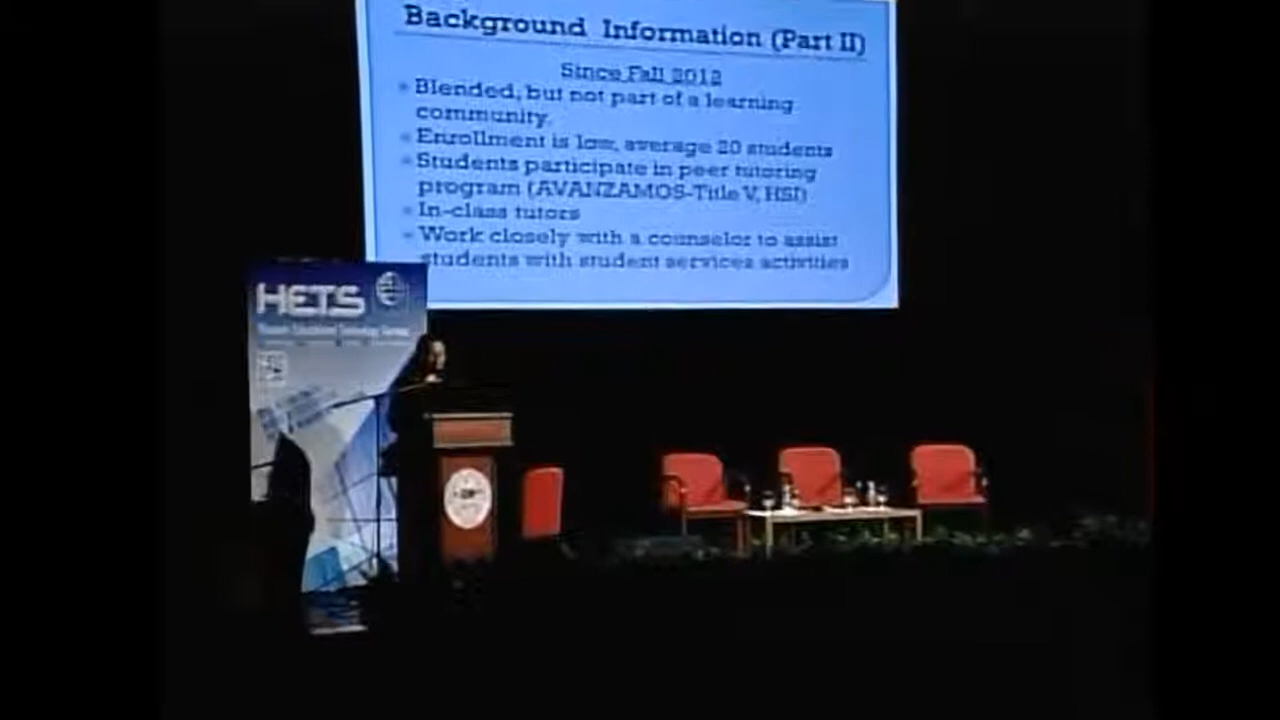 Background Information (Part II)
Since Fall 2012
Blended, but not part of a learning
community.
Enrollment is low, average 20 students
Students participate in peer tutoring
program (AVANZAMOS-Title V, HSI)
In-class tutors
Work closely with a counselor to assist
students with student services activities
HETS